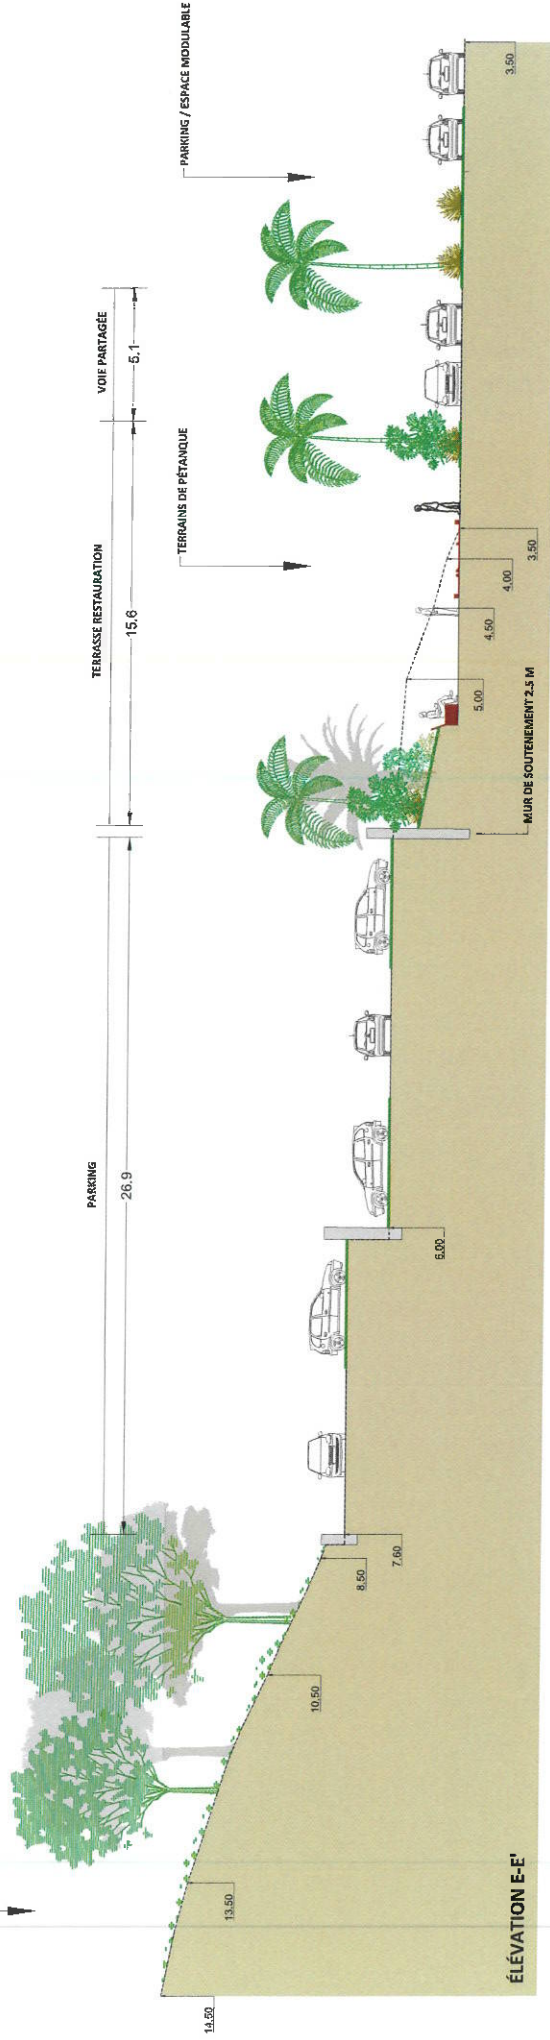 PARKING
26.9
TERRASSE RESTAURATION
15.6
VOIE PARTAGÉE
5.1
TERRAINS DE PÉTANQUE
PARKING / ESPACE MODULABLE
14.50
13.50
10.50
8.50
7.60
6.00
5.00
4.50
4.00
3.50
3.50
MUR DE SOUTENEMENT 2.5 M
ÉLÉVATION E-E'